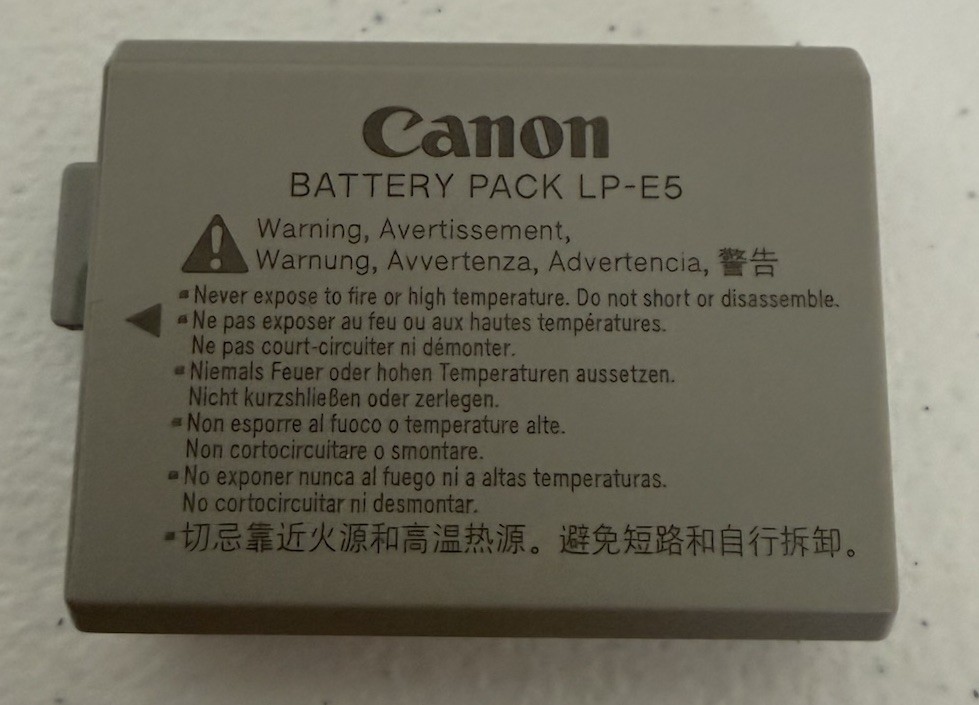 Canon
BATTERY PACK LP-E5
Warning, Avertissement,
Warnung, Avvertenza, Advertencia, 警告
Never expose to fire or high temperature. Do not short or disassemble.
Ne pas exposer au feu ou aux hautes températures.
Ne pas court-circuiter ni démonter.
Niemals Feuer oder hohen Temperaturen aussetzen.
Nicht kurzshließen oder zerlegen.
Non esporre al fuoco o temperature alte.
Non cortocircuitare o smontare.
No exponer nunca al fuego ni a altas temperaturas.
No cortocircuitar ni desmontar.
切忌靠近火源和高温热源。避免短路和自行拆卸。